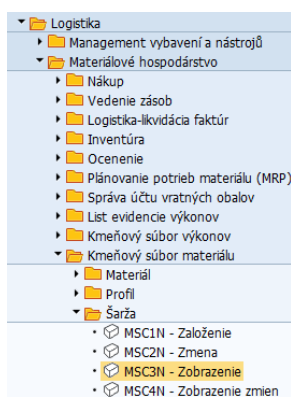 Logistika
Management vybavení a nástrojů
Materiálové hospodárstvo
Nákup
Vedenie zásob
Logistika-likvidácia faktúr
Inventúra
Ocenenie
Plánovanie potrieb materiálu (MRP)
Správa účtu vratných obalov
List evidencie výkonov
Kmeňový súbor výkonov
Kmeňový súbor materiálu
Materiál
Profil
Šarža
MSC1N - Založenie
MSC2N - Zmena
MSC3N - Zobrazenie
MSC4N - Zobrazenie zmien